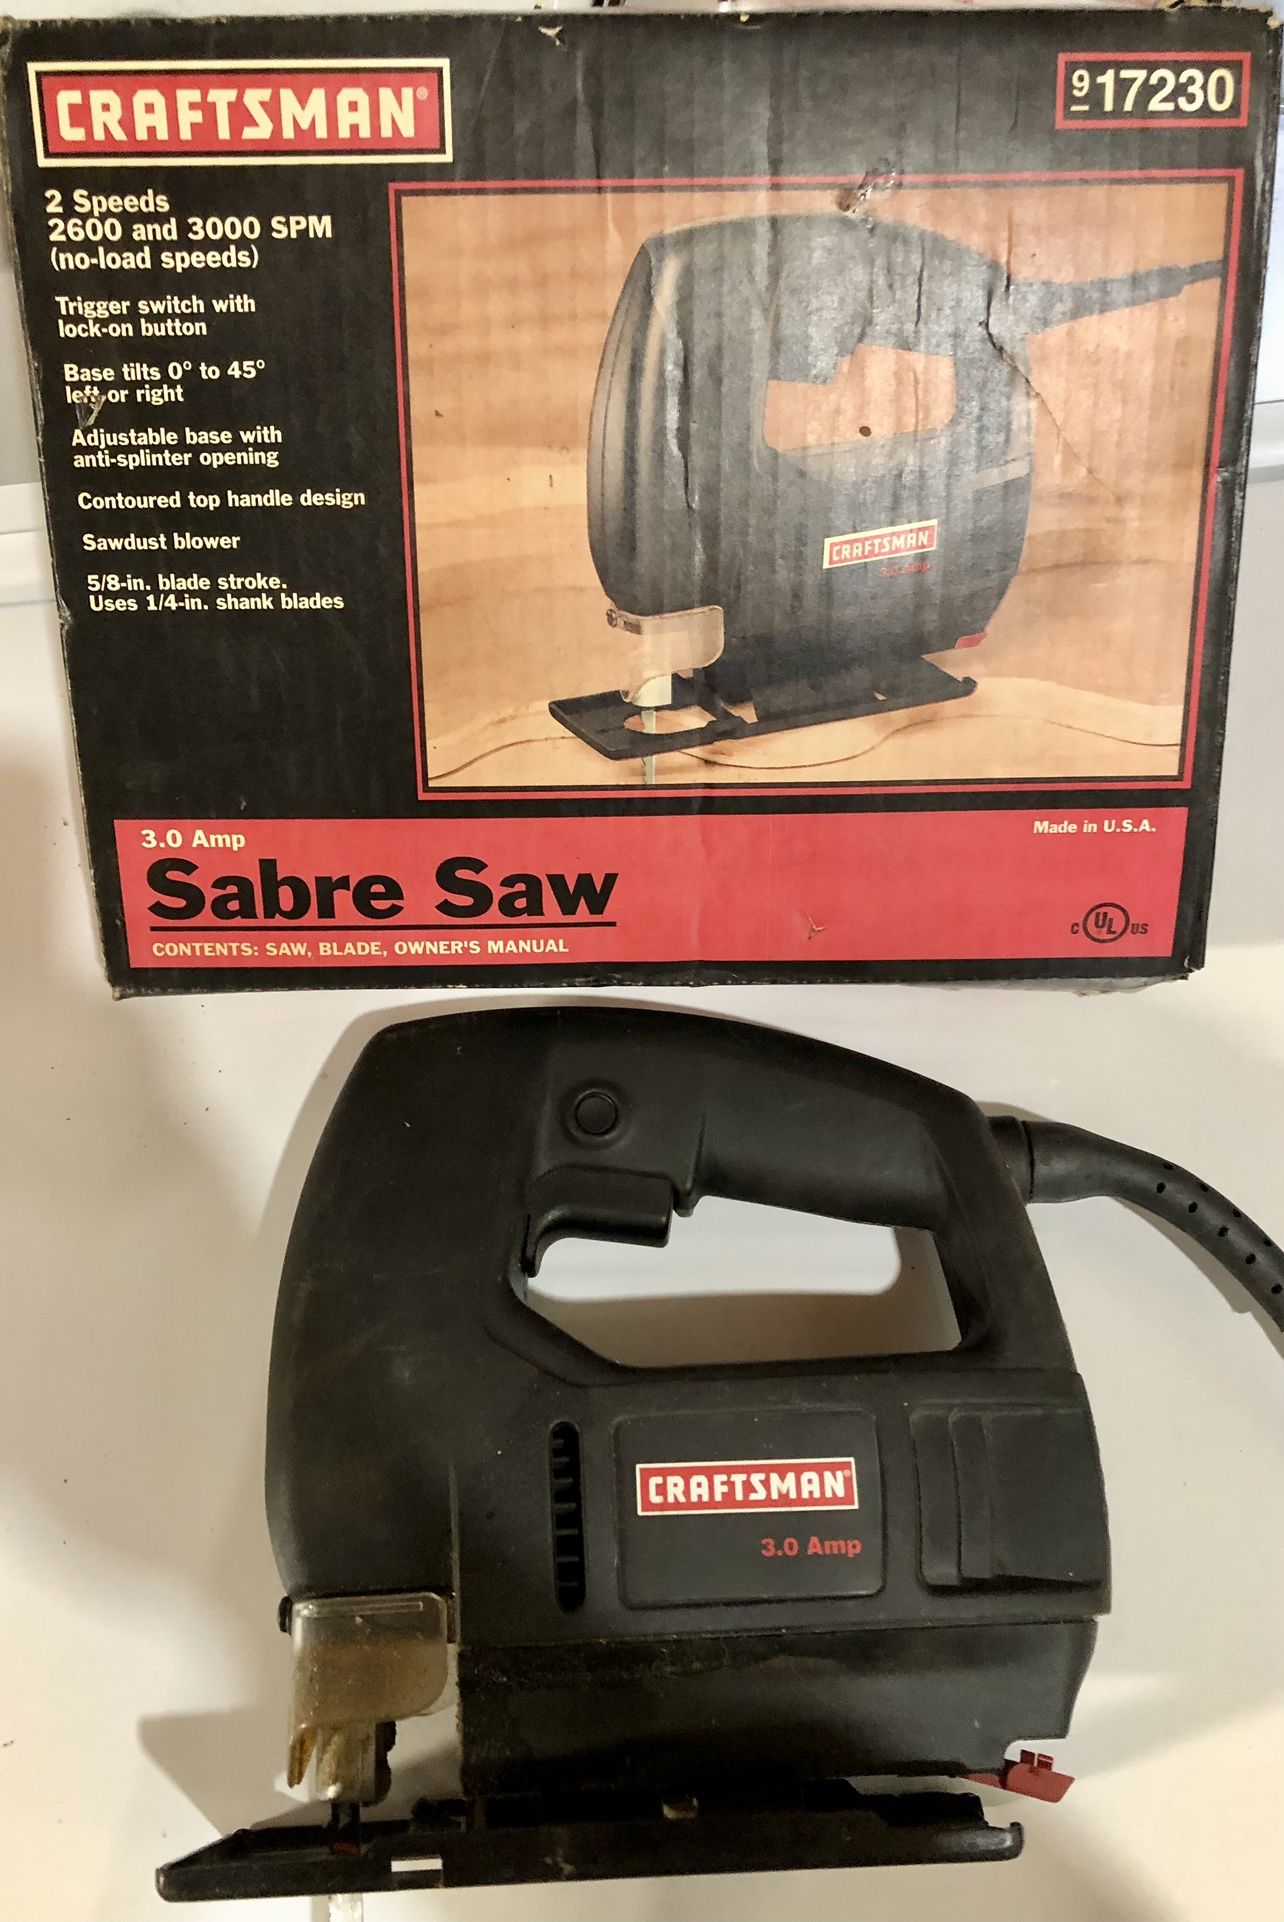 CRAFTSMAN®
9-17230
2 Speeds
2600 and 3000 SPM
(no-load speeds)
Trigger switch with
lock-on button
Base tilts 0° to 45°
left or right
Adjustable base with
anti-splinter opening
Contoured top handle design
Sawdust blower
5/8-in. blade stroke.
Uses 1/4-in. shank blades
CRAFTSMAN
3.0 Amp
3.0 Amp
Made in U.S.A.
Sabre Saw
CONTENTS: SAW, BLADE, OWNER'S MANUAL
C UL US
CRAFTSMAN®
3.0 Amp